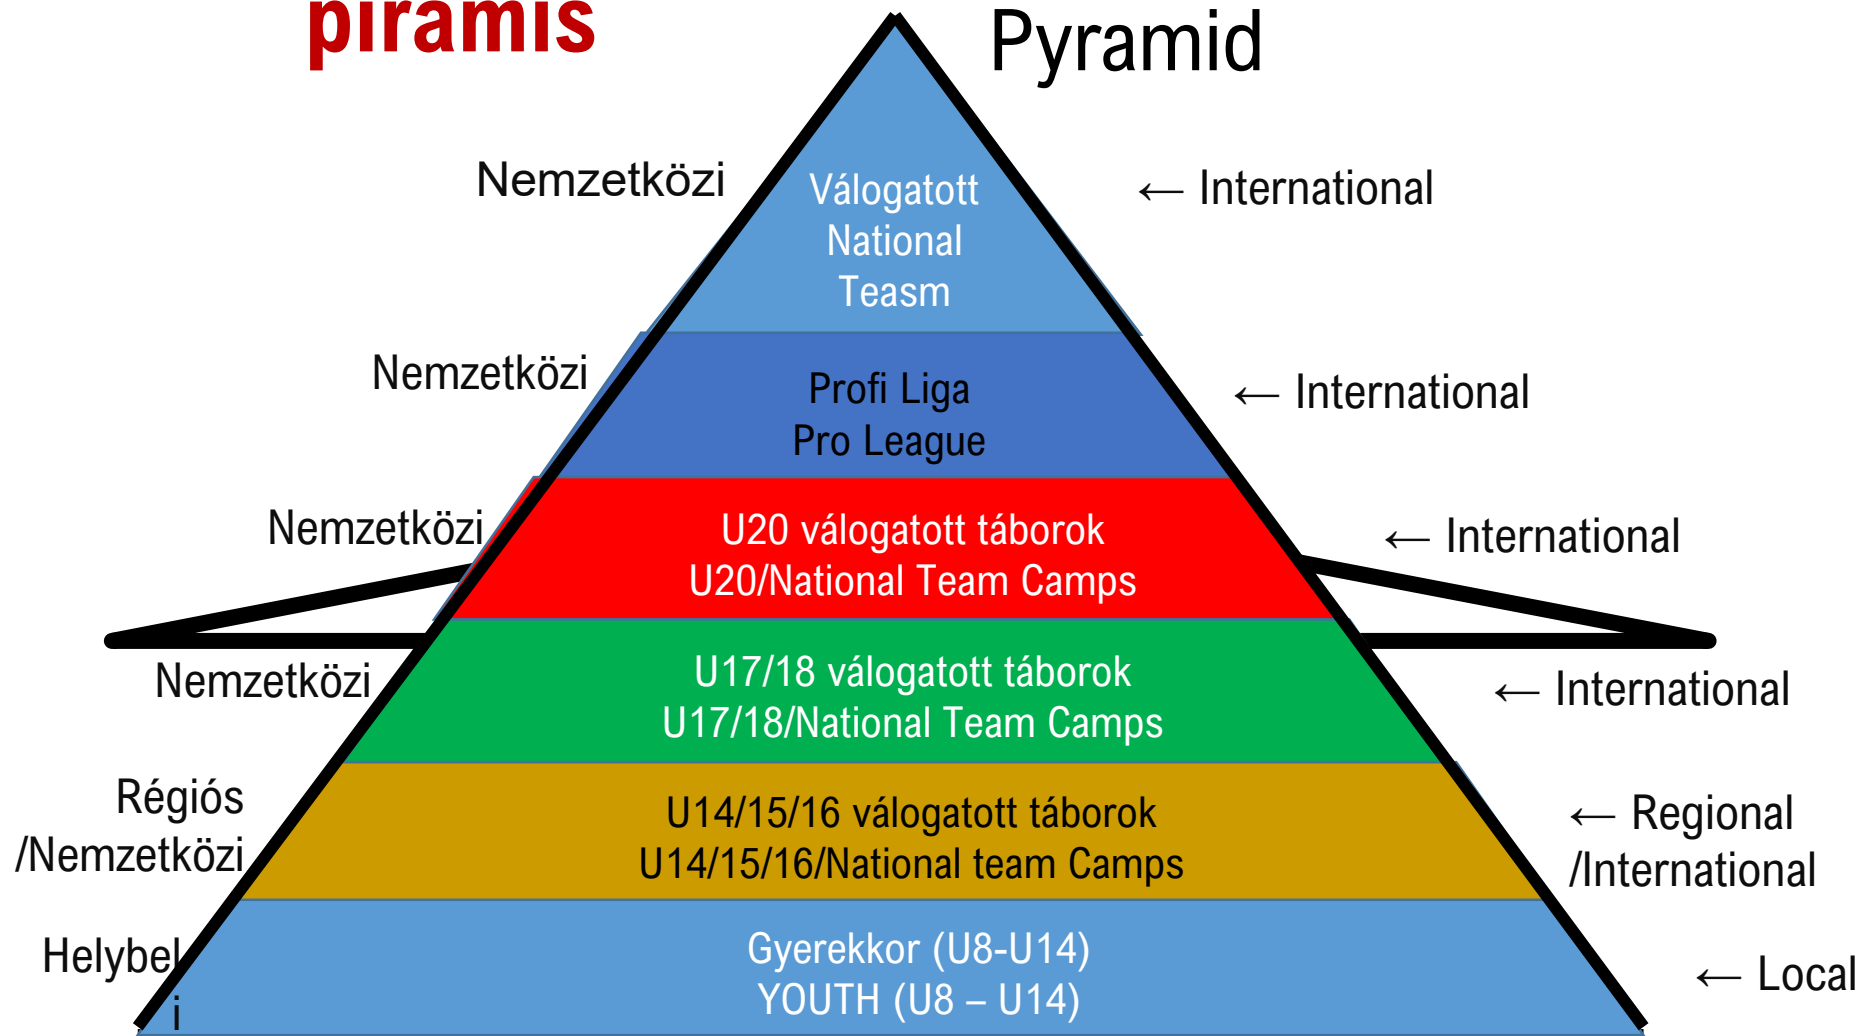 piramis
Pyramid
Nemzetközi
Válogatott
National
Teasm
← International
Nemzetközi
Profi Liga
Pro League
← International
Nemzetközi
U20 válogatott táborok
U20/National Team Camps
← International
Nemzetközi
U17/18 válogatott táborok
U17/18/National Team Camps
← International
Régiós
/Nemzetközi
U14/15/16 válogatott táborok
U14/15/16/National team Camps
← Regional
/International
Helybel
i
Gyerekkor (U8-U14)
YOUTH (U8 – U14)
← Local